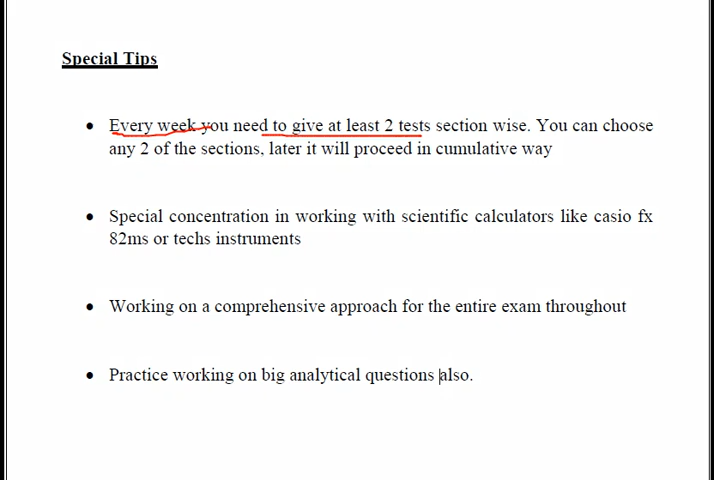 Special Tips
• Every week you need to give at least 2 tests section wise. You can choose
any 2 of the sections, later it will proceed in cumulative way
• Special concentration in working with scientific calculators like casio fx
82ms or techs instruments
• Working on a comprehensive approach for the entire exam throughout
• Practice working on big analytical questions also.